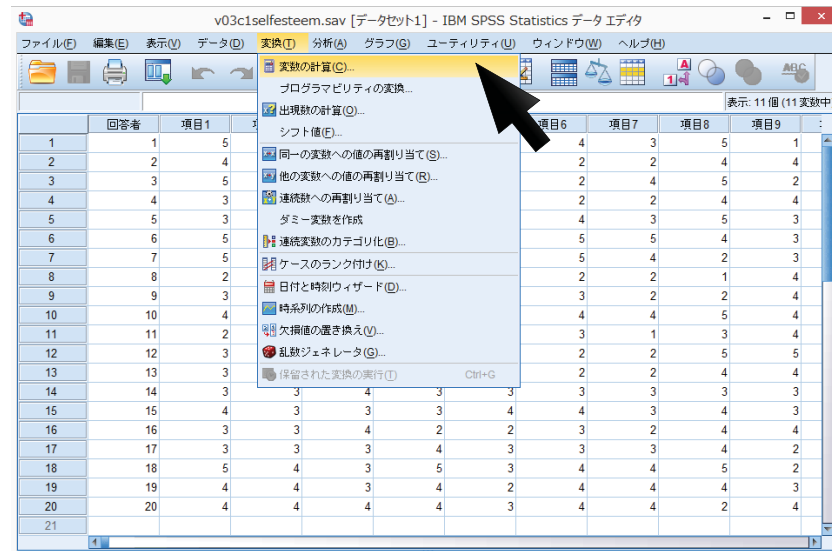 v03c1selfesteem.sav [データセット1] - IBM SPSS Statistics データ エディタ
ファイル(F) 編集(E) 表示(V) データ(D) 変換(T) 分析(A) グラフ(G) ユーティリティ(U) ウィンドウ(W) ヘルプ(H)
変数の計算(C)...
プログラマビリティの変換...
出現数の計算(O)...
シフト値(F)...
同一の変数への値の再割り当て(S)...
他の変数への値の再割り当て(R)...
連続数への再割り当て(A)...
ダミー変数を作成
連続変数のカテゴリ化(B)...
ケースのランク付け(K)...
日付と時刻ウィザード(D)...
時系列の作成(M)...
欠損値の置き換え(V)...
乱数ジェネレータ(G)...
保留された変換の実行(T) Ctrl+G
表示: 11 個 (11 変数中
回答者 項目1 項目6 項目7 項目8 項目9
1 1 5 4 3 5 1
2 2 4 2 2 4 4
3 3 5 2 4 5 2
4 4 3 2 2 4 4
5 5 3 4 3 5 3
6 6 5 5 5 4 3
7 7 5 5 4 2 3
8 8 2 2 2 1 4
9 9 3 3 2 2 4
10 10 4 4 4 5 4
11 11 2 3 1 3 4
12 12 3 2 2 5 5
13 13 3 2 2 4 4
14 14 3 3 4 3 3 3 3 3 3
15 15 4 3 3 3 4 4 3 4 3
16 16 3 3 4 2 2 3 2 4 4
17 17 3 3 3 4 3 3 3 4 2
18 18 5 4 3 5 3 4 4 5 2
19 19 4 4 3 4 2 4 4 4 3
20 20 4 4 4 4 3 4 4 2 4
21